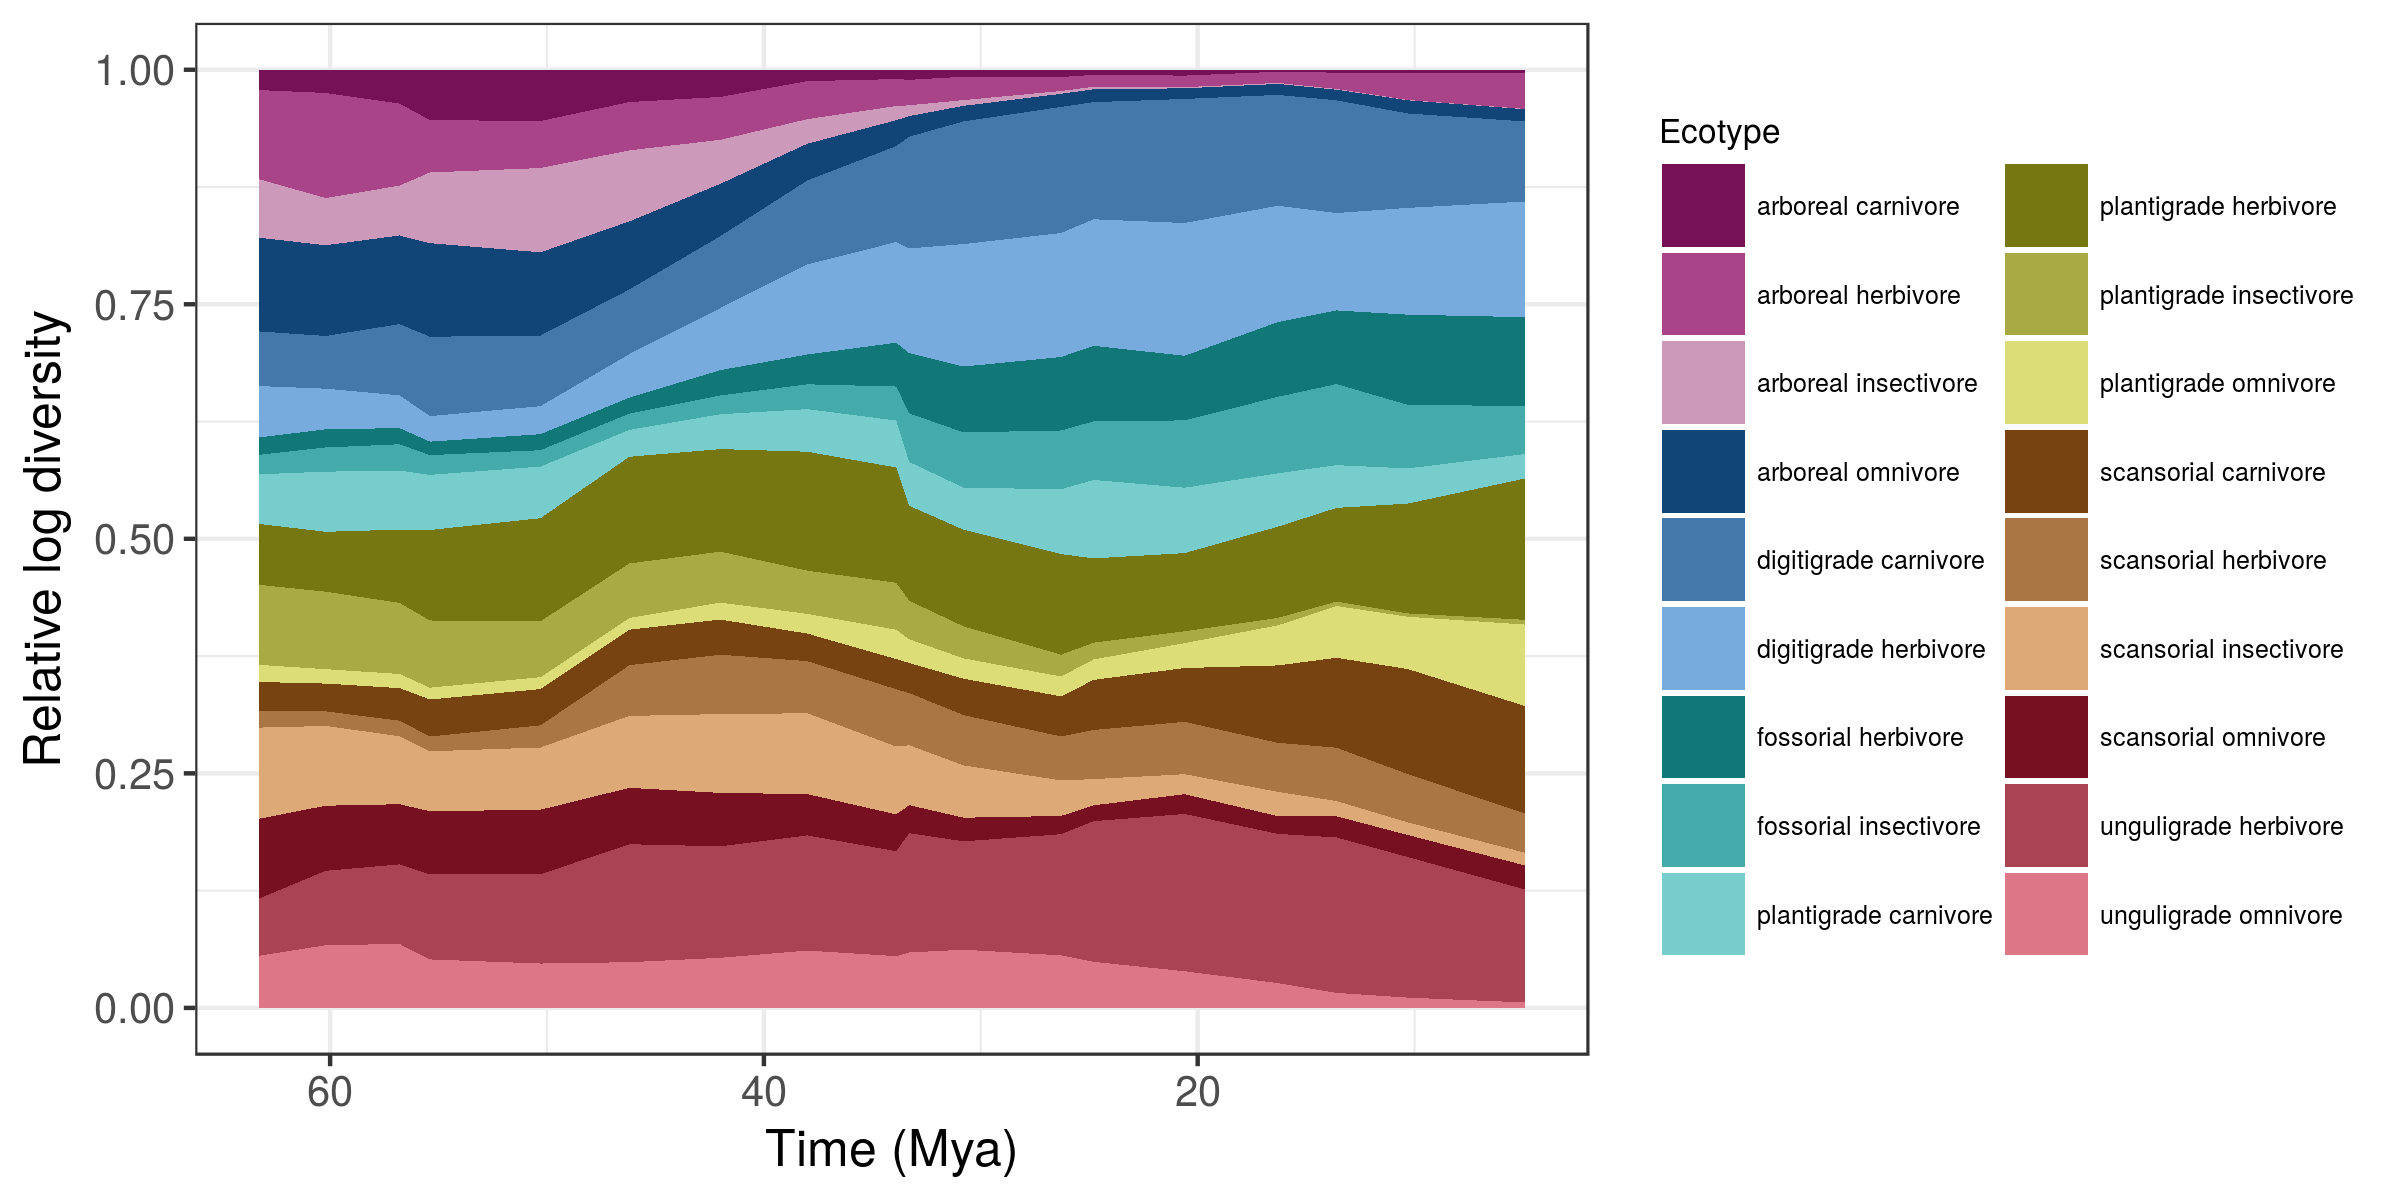 Relative log diversity
1.00
0.75
0.50
0.25
0.00
60
40
20
Time (Mya)
Ecotype
arboreal carnivore
arboreal herbivore
arboreal insectivore
arboreal omnivore
digitigrade carnivore
digitigrade herbivore
fossorial herbivore
fossorial insectivore
plantigrade carnivore
plantigrade herbivore
plantigrade insectivore
plantigrade omnivore
scansorial carnivore
scansorial herbivore
scansorial insectivore
scansorial omnivore
unguligrade herbivore
unguligrade omnivore